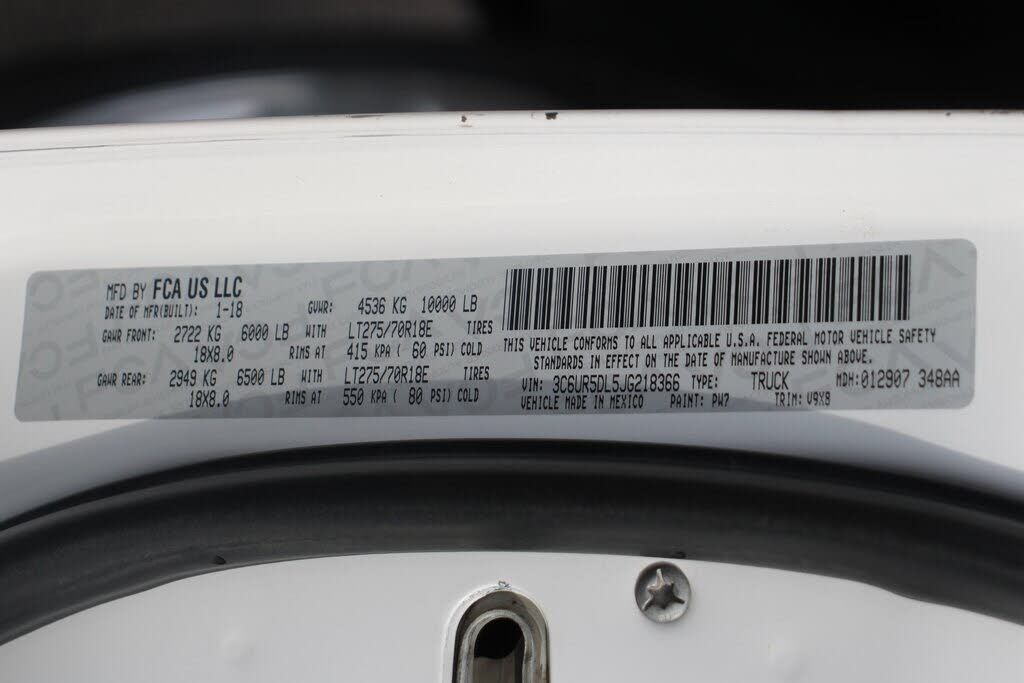 MFD BY FCA US LLC
DATE OF MFR(BUILT): 1-18 GVWR: 4536 KG 10000 LB
GAWR FRONT: 2722 KG 6000 LB WITH LT275/70R18E TIRES
18X8.0 RIMS AT 415 KPA ( 60 PSI) COLD
GAWR REAR: 2949 KG 6500 LB WITH LT275/70R18E TIRES
18X8.0 RIMS AT 550 KPA ( 80 PSI) COLD
THIS VEHICLE CONFORMS TO ALL APPLICABLE U.S.A. FEDERAL MOTOR VEHICLE SAFETY
STANDARDS IN EFFECT ON THE DATE OF MANUFACTURE SHOWN ABOVE.
VIN: 3C6UR5DL5JG218366 TYPE: TRUCK MDH: 012907 348AA
VEHICLE MADE IN MEXICO PAINT: PW7 TRIM: V9X8